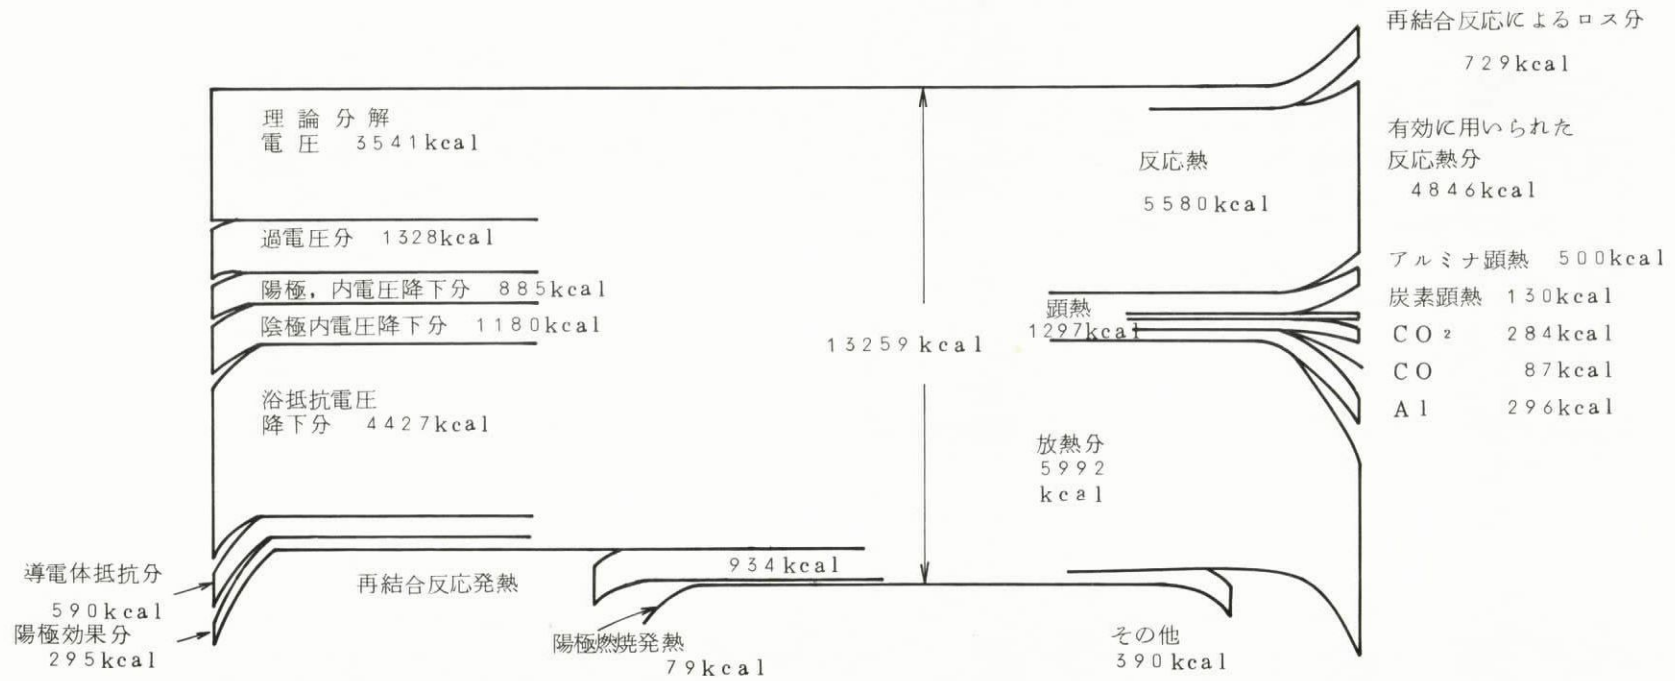 理論分解
電圧 3541kcal
過電圧分 1328kcal
陽極,内電圧降下分 885kcal
陰極内電圧降下分 1180kcal
浴抵抗電圧
降下分 4427kcal
導電体抵抗分
590kcal
陽極効果分
295kcal
再結合反応発熱
934kcal
陽極燃焼発熱
79kcal
13259kcal
反応熱
5580kcal
顕熱
1297kcal
放熱分
5992
kcal
その他
390kcal
再結合反応によるロス分
729kcal
有効に用いられた
反応熱分
4846kcal
アルミナ顕熱 500kcal
炭素顕熱 130kcal
CO₂ 284kcal
CO 87kcal
Al 296kcal